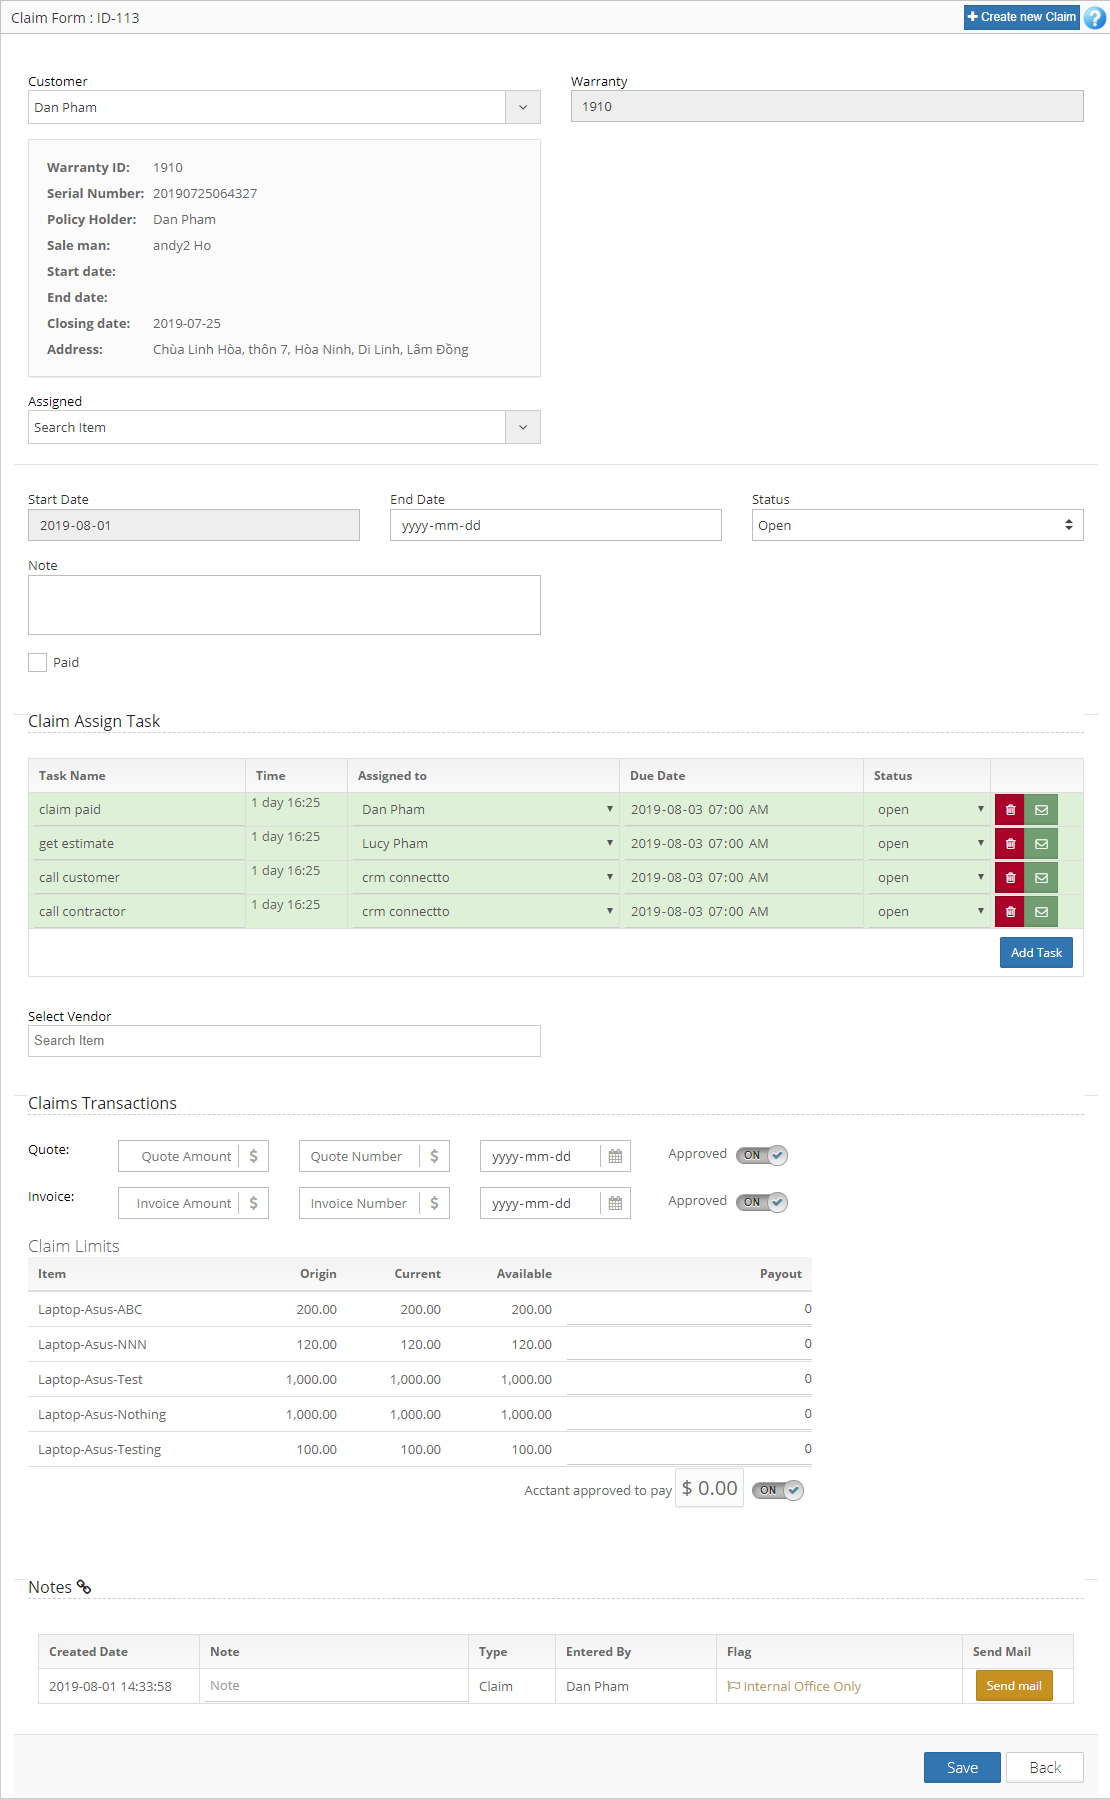 Claim Form : ID-113
Create new Claim
?
Customer
Warranty
Dan Pham
1910
Warranty ID: 1910
Serial Number: 20190725064327
Policy Holder: Dan Pham
Sale man: andy2 Ho
Start date:
End date:
Closing date: 2019-07-25
Address: Chùa Linh Hòa, thôn 7, Hòa Ninh, Di Linh, Lâm Đồng
Assigned
Search Item
Start Date End Date Status
2019-08-01 yyyy-mm-dd Open
Note
Paid
Claim Assign Task
Task Name Time Assigned to Due Date Status
claim paid 1 day 16:25 Dan Pham 2019-08-03 07:00 AM open
get estimate 1 day 16:25 Lucy Pham 2019-08-03 07:00 AM open
call customer 1 day 16:25 crm connectto 2019-08-03 07:00 AM open
call contractor 1 day 16:25 crm connectto 2019-08-03 07:00 AM open
Add Task
Select Vendor
Search Item
Claims Transactions
Quote: Quote Amount $ Quote Number $ yyyy-mm-dd Approved ON
Invoice: Invoice Amount $ Invoice Number $ yyyy-mm-dd Approved ON
Claim Limits
Item Origin Current Available Payout
Laptop-Asus-ABC 200.00 200.00 200.00 0
Laptop-Asus-NNN 120.00 120.00 120.00 0
Laptop-Asus-Test 1,000.00 1,000.00 1,000.00 0
Laptop-Asus-Nothing 1,000.00 1,000.00 1,000.00 0
Laptop-Asus-Testing 100.00 100.00 100.00 0
Acctant approved to pay $ 0.00 ON
Notes
Created Date Note Type Entered By Flag Send Mail
2019-08-01 14:33:58 Note Claim Dan Pham Internal Office Only Send mail
Save Back